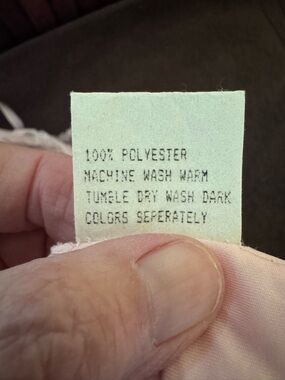 100% POLYESTER
MACHINE WASH WARM
TUMBLE DRY WASH DARK
COLORS SEPERATELY